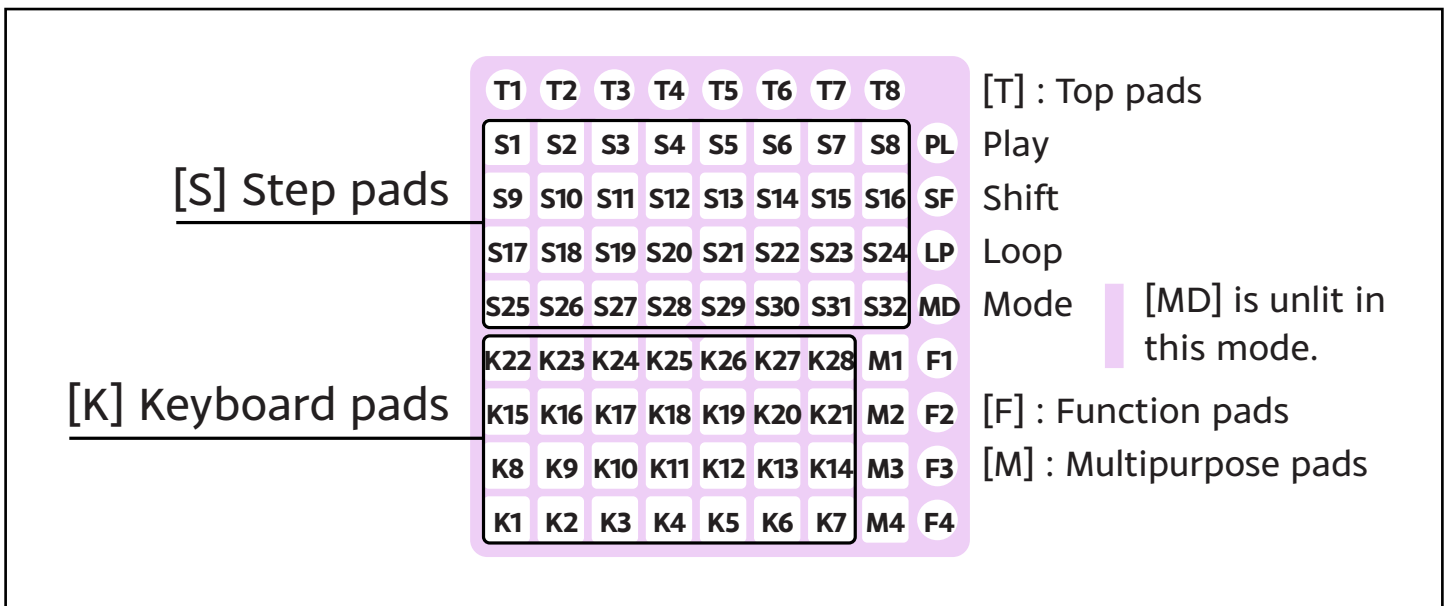 T1 T2 T3 T4 T5 T6 T7 T8 [T] : Top pads
S1 S2 S3 S4 S5 S6 S7 S8 PL Play
[S] Step pads S9 S10 S11 S12 S13 S14 S15 S16 SF Shift
S17 S18 S19 S20 S21 S22 S23 S24 LP Loop
S25 S26 S27 S28 S29 S30 S31 S32 MD Mode [MD] is unlit in
this mode.
K22 K23 K24 K25 K26 K27 K28 M1 F1
[K] Keyboard pads K15 K16 K17 K18 K19 K20 K21 M2 F2 [F] : Function pads
K8 K9 K10 K11 K12 K13 K14 M3 F3 [M] : Multipurpose pads
K1 K2 K3 K4 K5 K6 K7 M4 F4